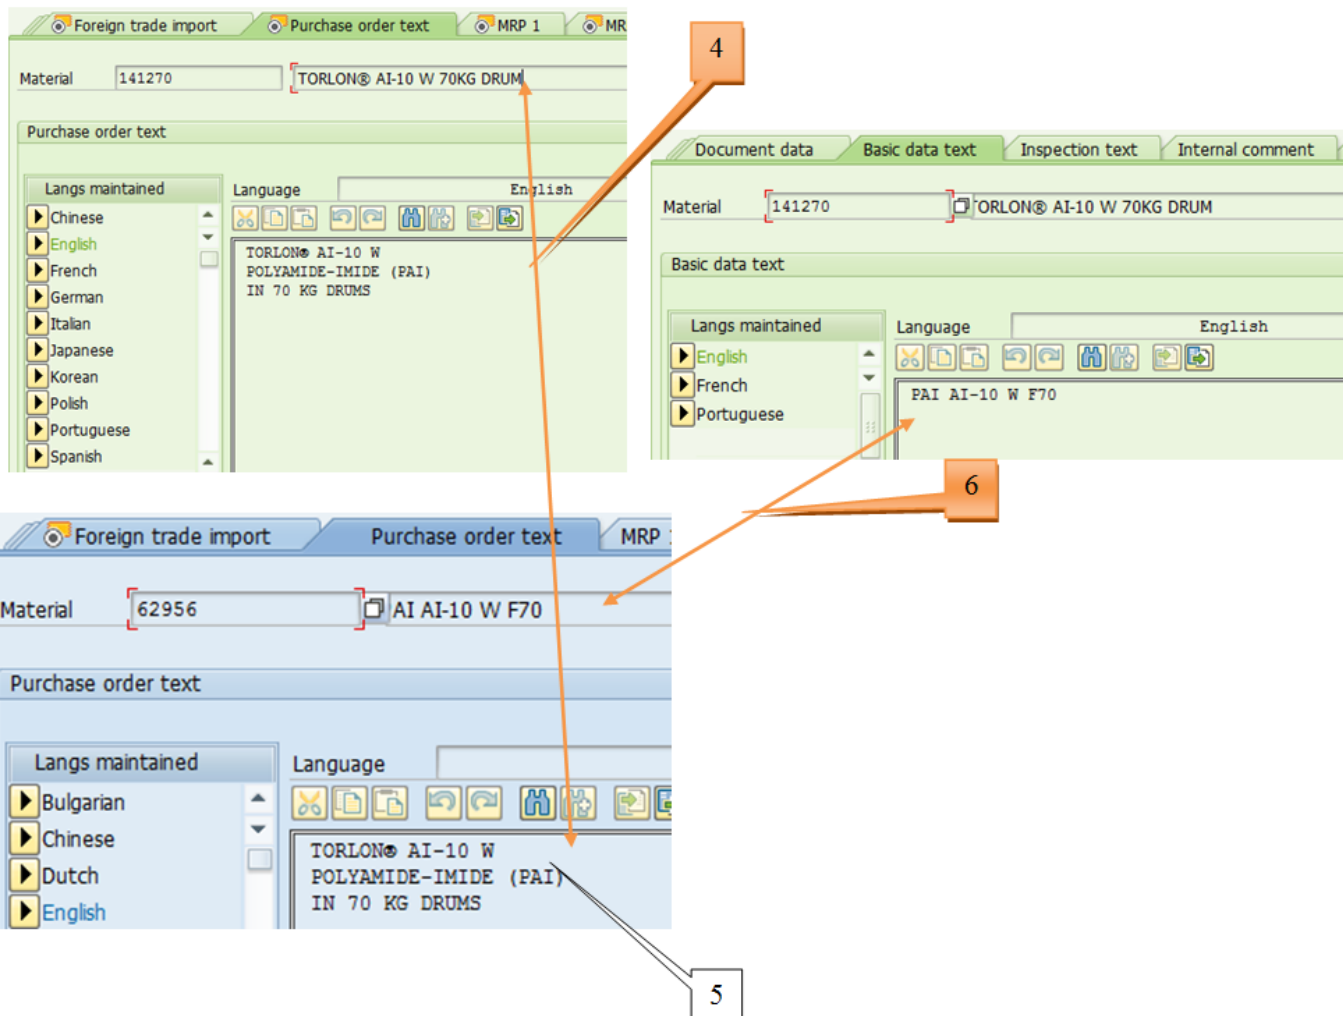 Foreign trade import
Purchase order text
MRP 1
MR
4
Material
141270
TORLON® AI-10 W 70KG DRUM
Purchase order text
Langs maintained
Language
English
Chinese
English
French
German
Italian
Japanese
Korean
Polish
Portuguese
Spanish
TORLON® AI-10 W
POLYAMIDE-IMIDE (PAI)
IN 70 KG DRUMS
Document data
Basic data text
Inspection text
Internal comment
Material
141270
ORLON® AI-10 W 70KG DRUM
Basic data text
Langs maintained
Language
English
English
French
Portuguese
PAI AI-10 W F70
6
Foreign trade import
Purchase order text
MRP
Material
62956
AI AI-10 W F70
Purchase order text
Langs maintained
Language
Bulgarian
Chinese
Dutch
English
TORLON® AI-10 W
POLYAMIDE-IMIDE (PAI)
IN 70 KG DRUMS
5